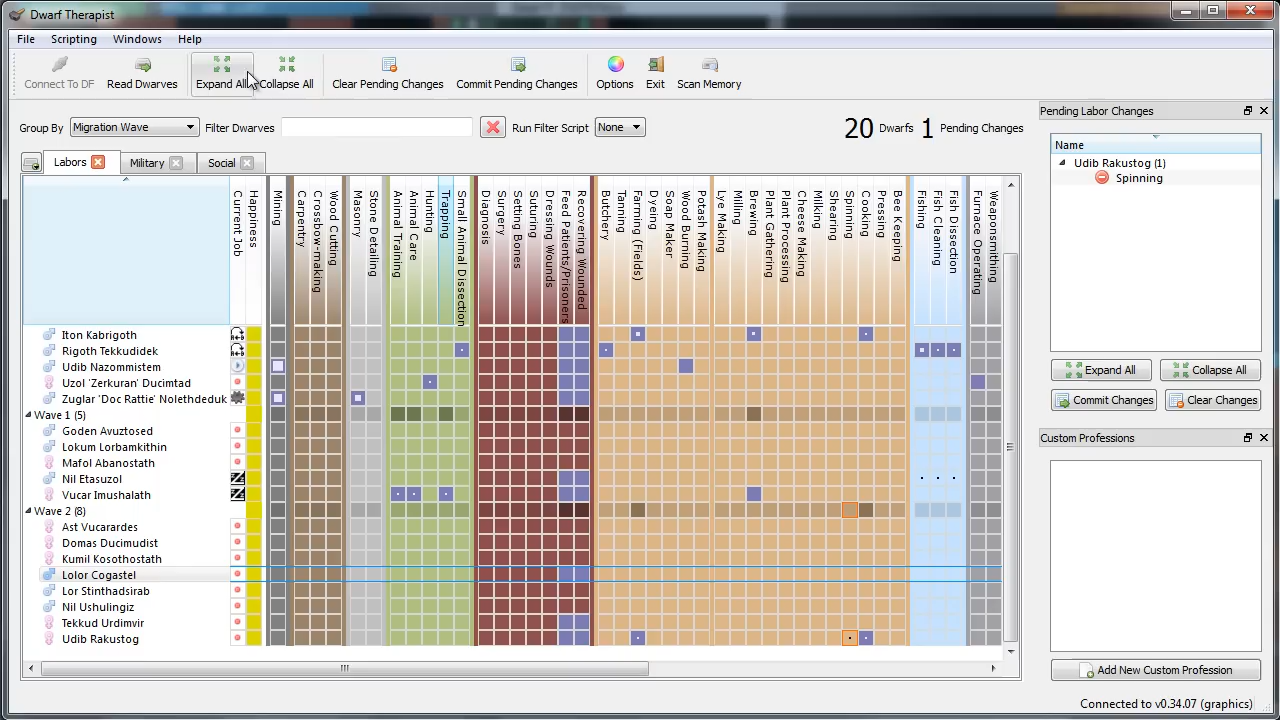 Dwarf Therapist
File Scripting Windows Help
Connect To DF Read Dwarves Expand All Collapse All Clear Pending Changes Commit Pending Changes Options Exit Scan Memory
Group By Migration Wave Filter Dwarves Run Filter Script None 20 Dwarfs 1 Pending Changes
Labors Military Social
Current Job
Happiness
Mining
Carpentry
Crossbow-making
Wood Cutting
Masonry
Stone Detailing
Animal Training
Animal Care
Hunting
Trapping
Small Animal Dissection
Diagnosis
Surgery
Setting Bones
Suturing
Dressing Wounds
Feed Patients/Prisoners
Recovering Wounded
Butchery
Tanning
Farming (Fields)
Dyeing
Soap Maker
Wood Burning
Potash Making
Lye Making
Milling
Brewing
Plant Gathering
Plant Processing
Cheese Making
Milking
Shearing
Spinning
Cooking
Pressing
Bee Keeping
Fishing
Fish Cleaning
Fish Dissection
Furnace Operating
Weaponsmithing
Iton Kabrigoth
Rigoth Tekkudidek
Udib Nazommistem
Uzol 'Zerkuran' Ducimtad
Zuglar 'Doc Rattie' Nolethdeduk
Wave 1 (5)
Goden Avuztosed
Lokum Lorbamkithin
Mafol Abanostath
Nil Etasuzol
Vucar Imushalath
Wave 2 (8)
Ast Vucarardes
Domas Ducimudist
Kumil Kosothostath
Lolor Cogastel
Lor Stinthadsirab
Nil Ushulingiz
Tekkud Urdimvir
Udib Rakustog
Pending Labor Changes
Name
Udib Rakustog (1)
Spinning
Expand All Collapse All
Commit Changes Clear Changes
Custom Professions
Add New Custom Profession
Connected to v0.34.07 (graphics)